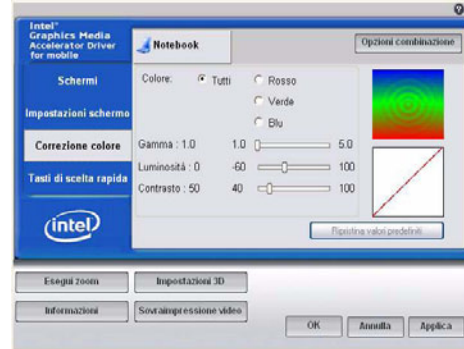 Intel®
Graphics Media
Accelerator Driver
for mobile
Notebook
Opzioni combinazione
Schermi
Impostazioni schermo
Correzione colore
Tasti di scelta rapida
Colore: Tutti Rosso
Verde
Blu
Gamma : 1.0 1.0 5.0
Luminosità : 0 -60 100
Contrasto : 50 40 100
Ripristina valori predefiniti
intel
Esegui zoom Impostazioni 3D
Informazioni Sovraimpressione video
OK Annulla Applica